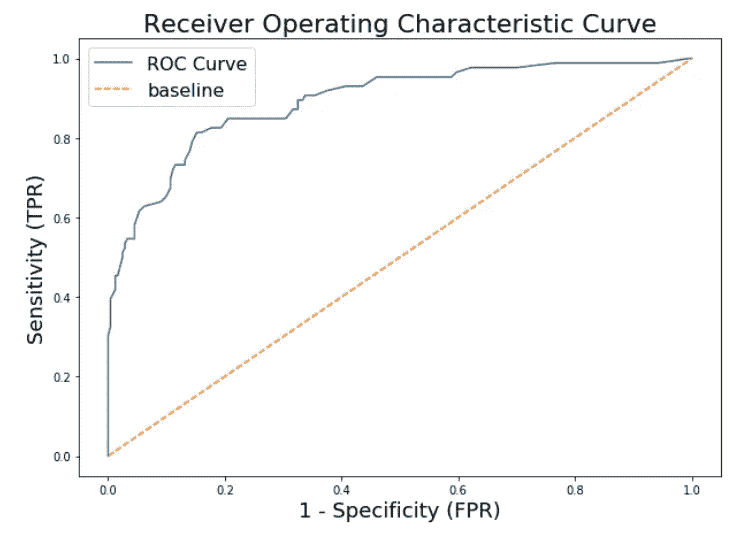 Receiver Operating Characteristic Curve
ROC Curve
baseline
1.0
0.8
0.6
0.4
0.2
0.0
Sensitivity (TPR)
0.0 0.2 0.4 0.6 0.8 1.0
1 - Specificity (FPR)